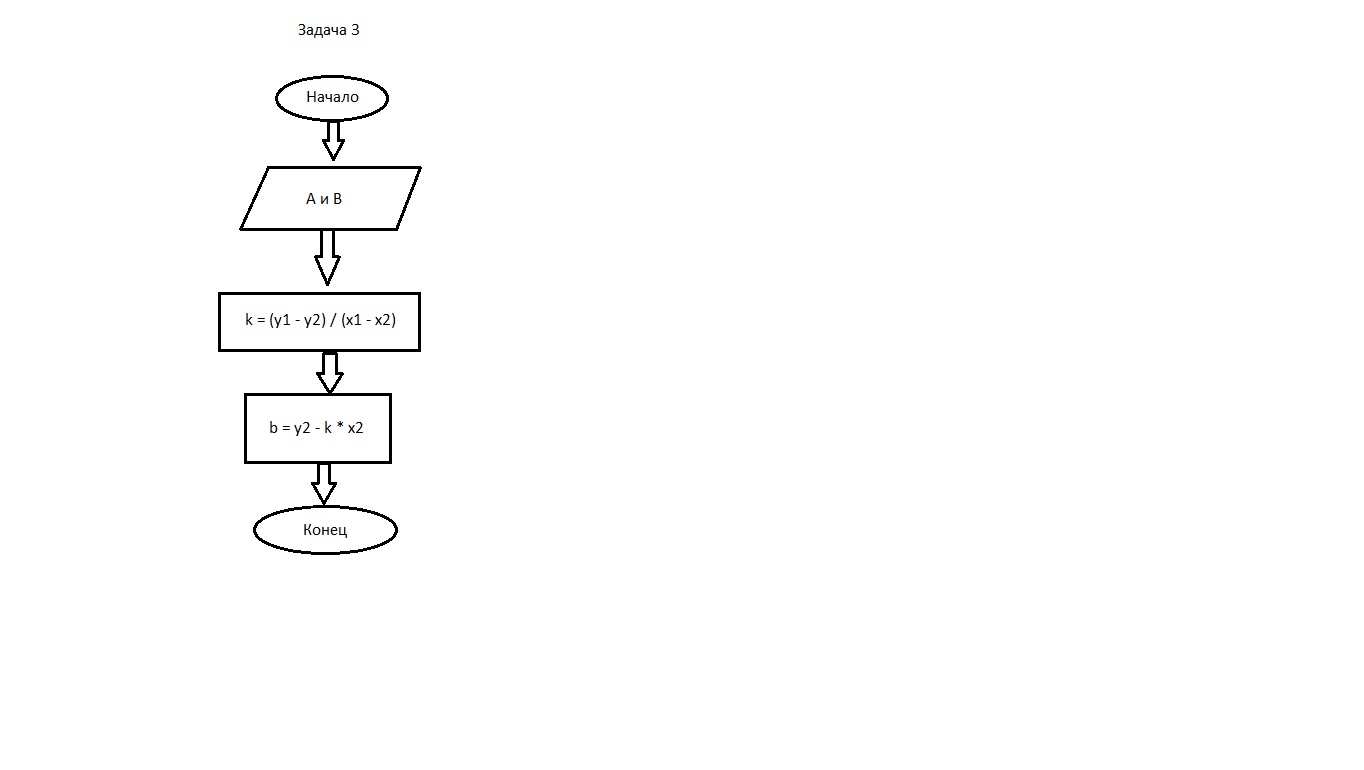 Задача 3
Начало
А и В
k = (y1 - y2) / (x1 - x2)
b = y2 - k * x2
Конец